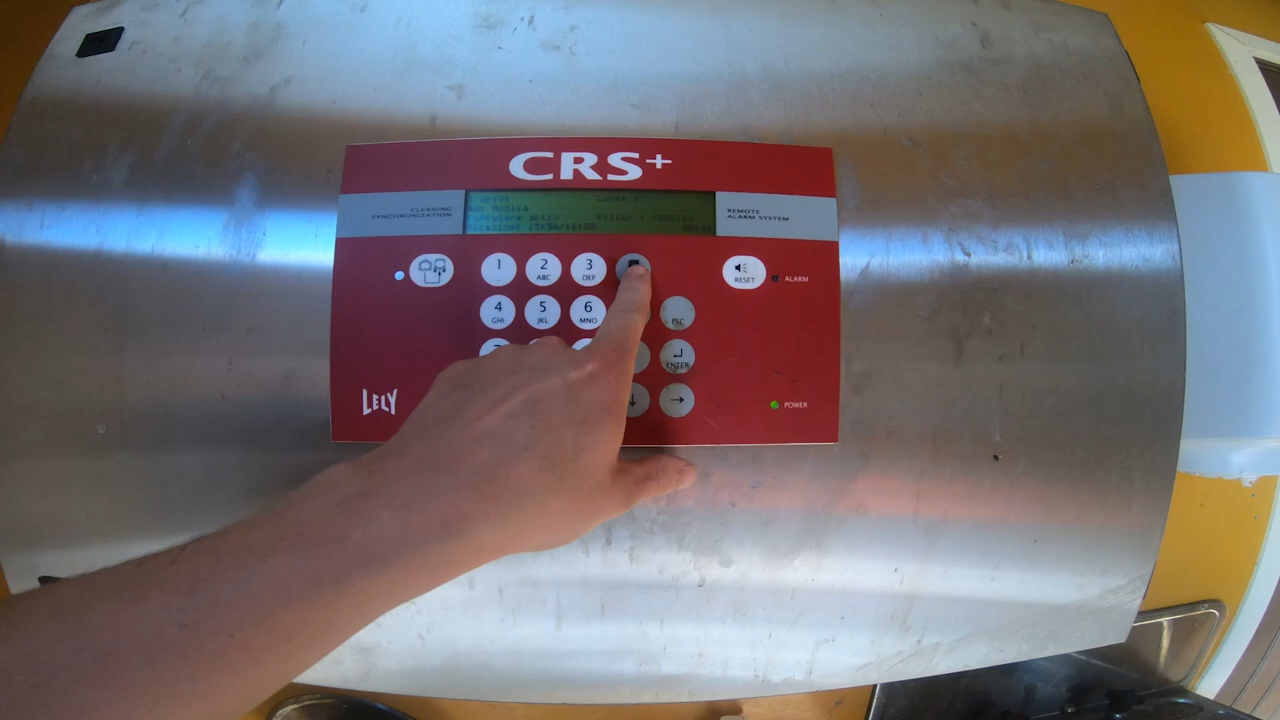 CRS+
CLEANING
SYNCHRONIZATION
REMOTE
ALARM SYSTEM
1
2
ABC
3
DEF
RESET
ALARM
4
GHI
5
JKL
6
MNO
ESC
ENTER
LELY
↓
→
POWER